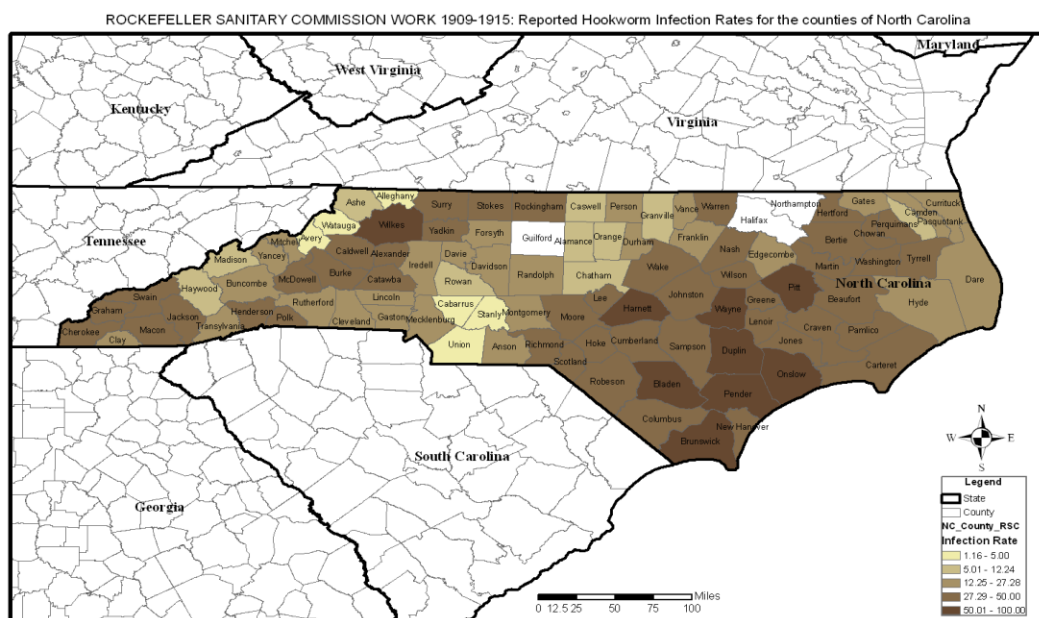 ROCKEFELLER SANITARY COMMISSION WORK 1909-1915: Reported Hookworm Infection Rates for the counties of North Carolina
Maryland
West Virginia
Kentucky
Virginia
Tennessee
Alleghany
Ashe
Surry
Stokes
Rockingham
Caswell
Person
Granville
Vance
Warren
Halifax
Northampton
Hertford
Gates
Camden
Currituck
Pasquotank
Perquimans
Chowan
Bertie
Watauga
Wilkes
Yadkin
Forsyth
Guilford
Alamance
Orange
Durham
Franklin
Nash
Edgecombe
Mitchel
Avery
Caldwell
Alexander
Davie
Iredell
Davidson
Madison
Yancey
Randolph
Chatham
Wake
Wilson
Martin
Washington
Tyrrell
Dare
Haywood
Buncombe
McDowell
Burke
Catawba
Rowan
Pitt
North Carolina
Swain
Graham
Rutherford
Lincoln
Cabarrus
Stanly
Montgomery
Moore
Lee
Harnett
Johnston
Wayne
Greene
Beaufort
Hyde
Cherokee
Macon
Jackson
Henderson
Polk
Transylvania
Cleveland
Gaston
Mecklenburg
Lenoir
Craven
Pamlico
Clay
Union
Anson
Richmond
Hoke
Cumberland
Sampson
Duplin
Jones
Scotland
Carteret
Robeson
Bladen
Onslow
Pender
Columbus
New Hanover
Brunswick
South Carolina
Georgia
N
W
E
S
Legend
State
County
NC_County_RSC
Infection Rate
1.16 - 5.00
5.01 - 12.24
12.25 - 27.28
27.29 - 50.00
50.01 - 100.00
Miles
0 12.5 25 50 75 100